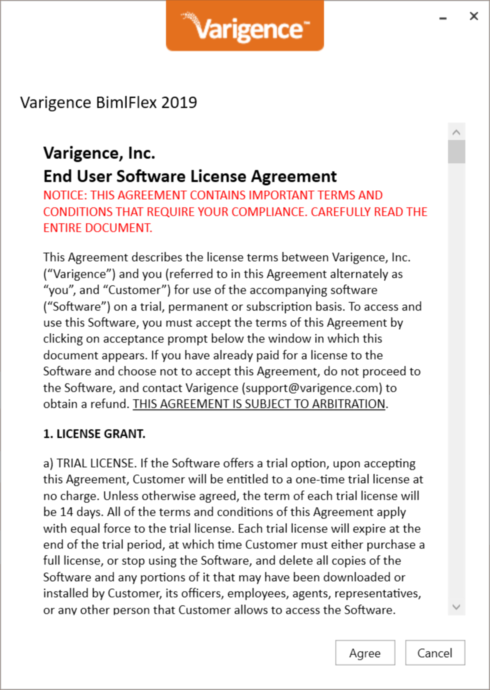 Varigence™
Varigence BimlFlex 2019
Varigence, Inc.
End User Software License Agreement
NOTICE: THIS AGREEMENT CONTAINS IMPORTANT TERMS AND
CONDITIONS THAT REQUIRE YOUR COMPLIANCE. CAREFULLY READ THE
ENTIRE DOCUMENT.
This Agreement describes the license terms between Varigence, Inc.
(“Varigence”) and you (referred to in this Agreement alternately as
“you”, and “Customer”) for use of the accompanying software
(“Software”) on a trial, permanent or subscription basis. To access and
use this Software, you must accept the terms of this Agreement by
clicking on acceptance prompt below the window in which this
document appears. If you have already paid for a license to the
Software and choose not to accept this Agreement, do not proceed to
the Software, and contact Varigence (support@varigence.com) to
obtain a refund. THIS AGREEMENT IS SUBJECT TO ARBITRATION.
1. LICENSE GRANT.
a) TRIAL LICENSE. If the Software offers a trial option, upon accepting
this Agreement, Customer will be entitled to a one-time trial license at
no charge. Unless otherwise agreed, the term of each trial license will
be 14 days. All of the terms and conditions of this Agreement apply
with equal force to the trial license. Each trial license will expire at the
end of the trial period, at which time Customer must either purchase a
full license, or stop using the Software, and delete all copies of the
Software and any portions of it that may have been downloaded or
installed by Customer, its officers, employees, agents, representatives,
or any other person that Customer allows to access the Software.
Agree Cancel